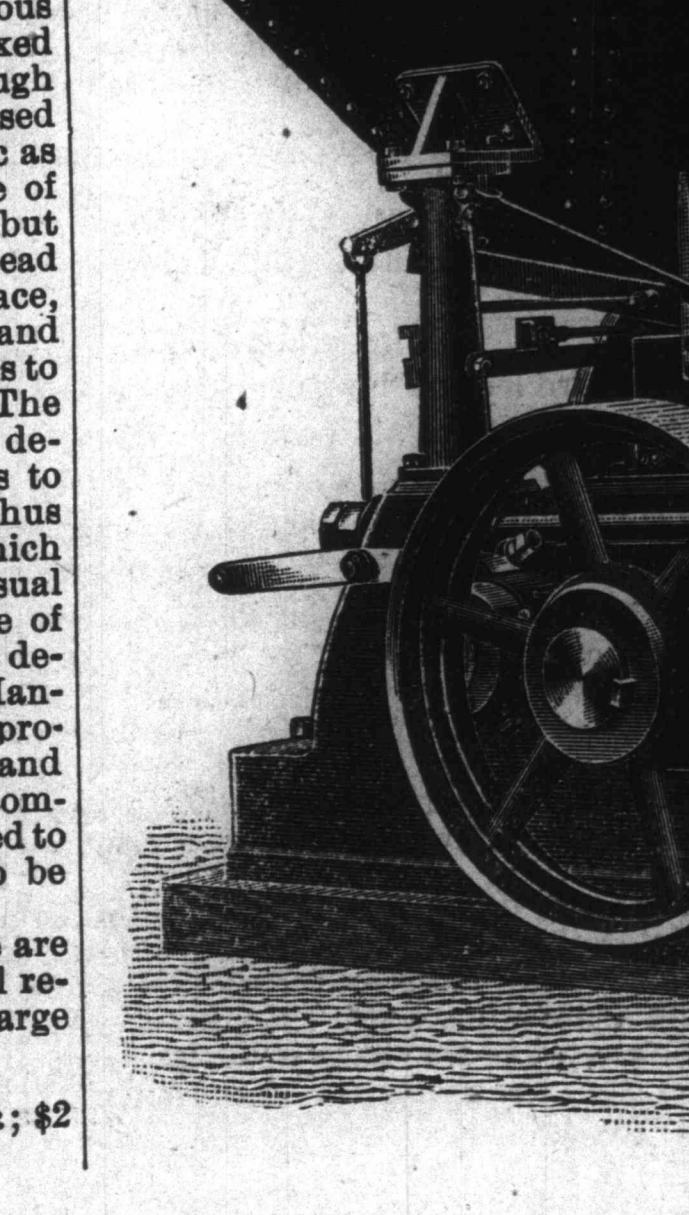 ous
xed
ugh
sed
c as
e of
but
ead
ace,
and
s to
The
de-
s to
hus
hich
sual
e of
de-
Ian-
pro-
and
om-
ed to
o be
are
l re-
arge
; $2